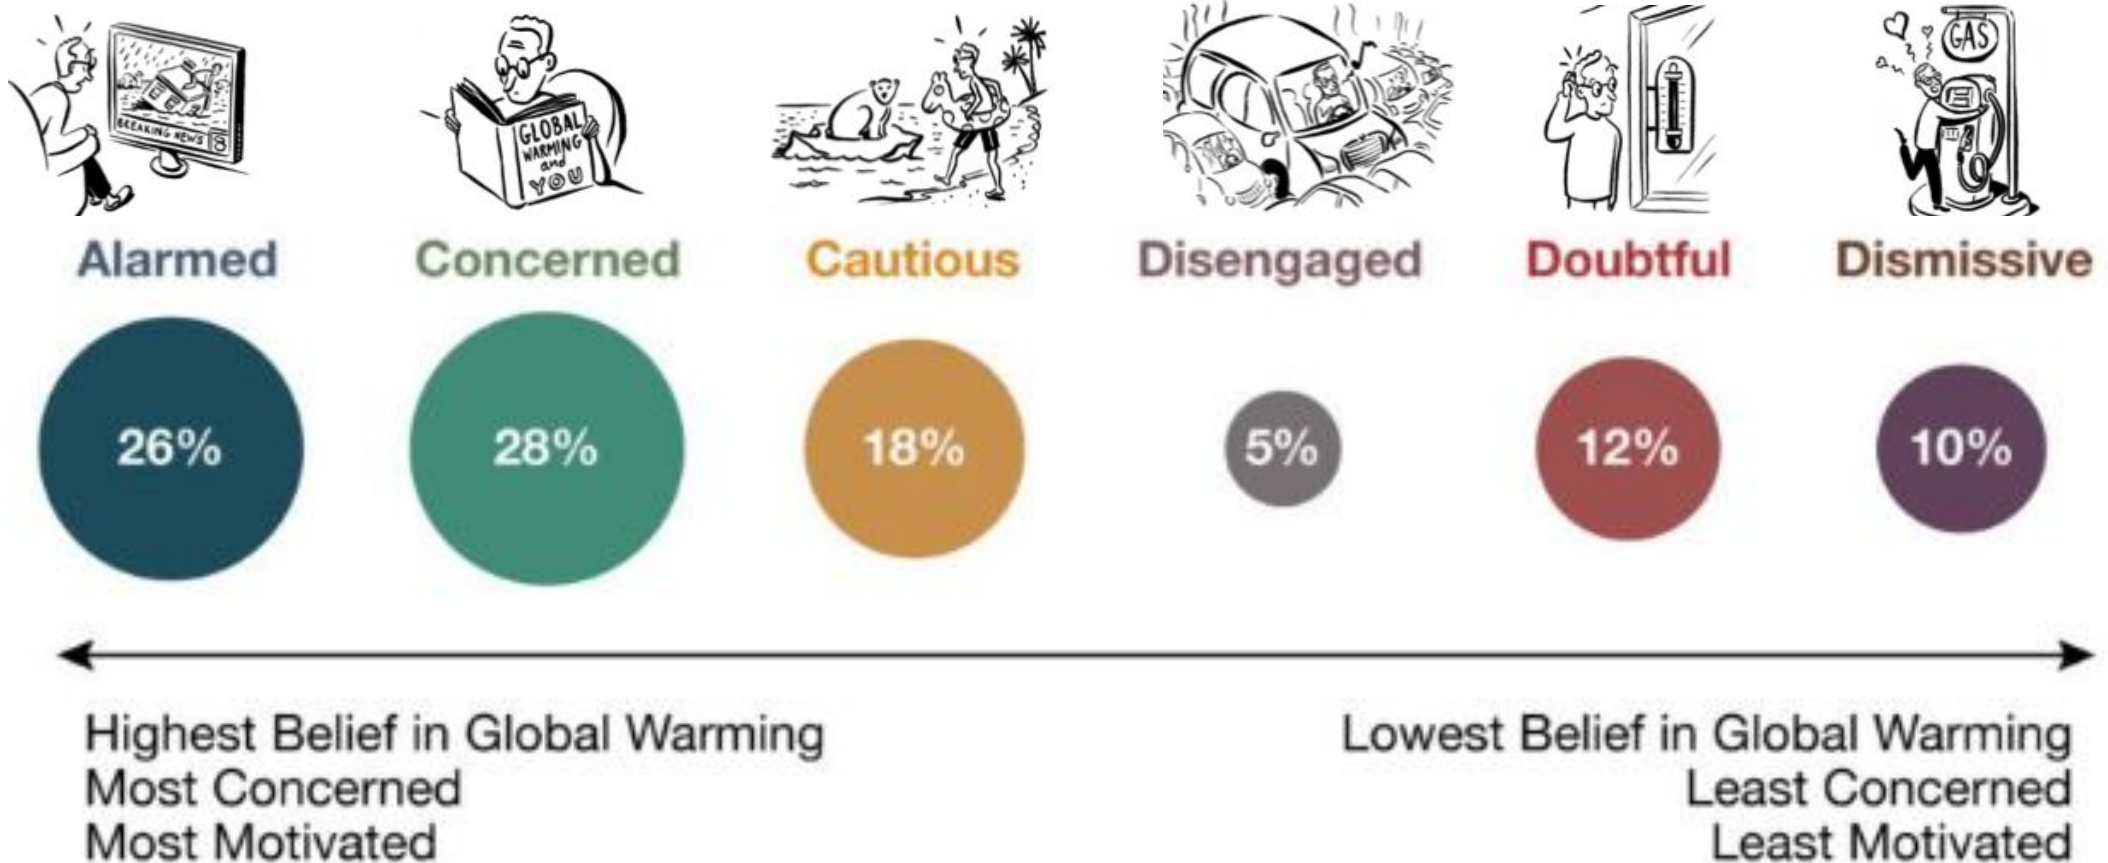 BREAKING NEWS
GLOBAL
WARMING
and
YOU
GAS
Alarmed
Concerned
Cautious
Disengaged
Doubtful
Dismissive
26%
28%
18%
5%
12%
10%
Highest Belief in Global Warming
Most Concerned
Most Motivated
Lowest Belief in Global Warming
Least Concerned
Least Motivated